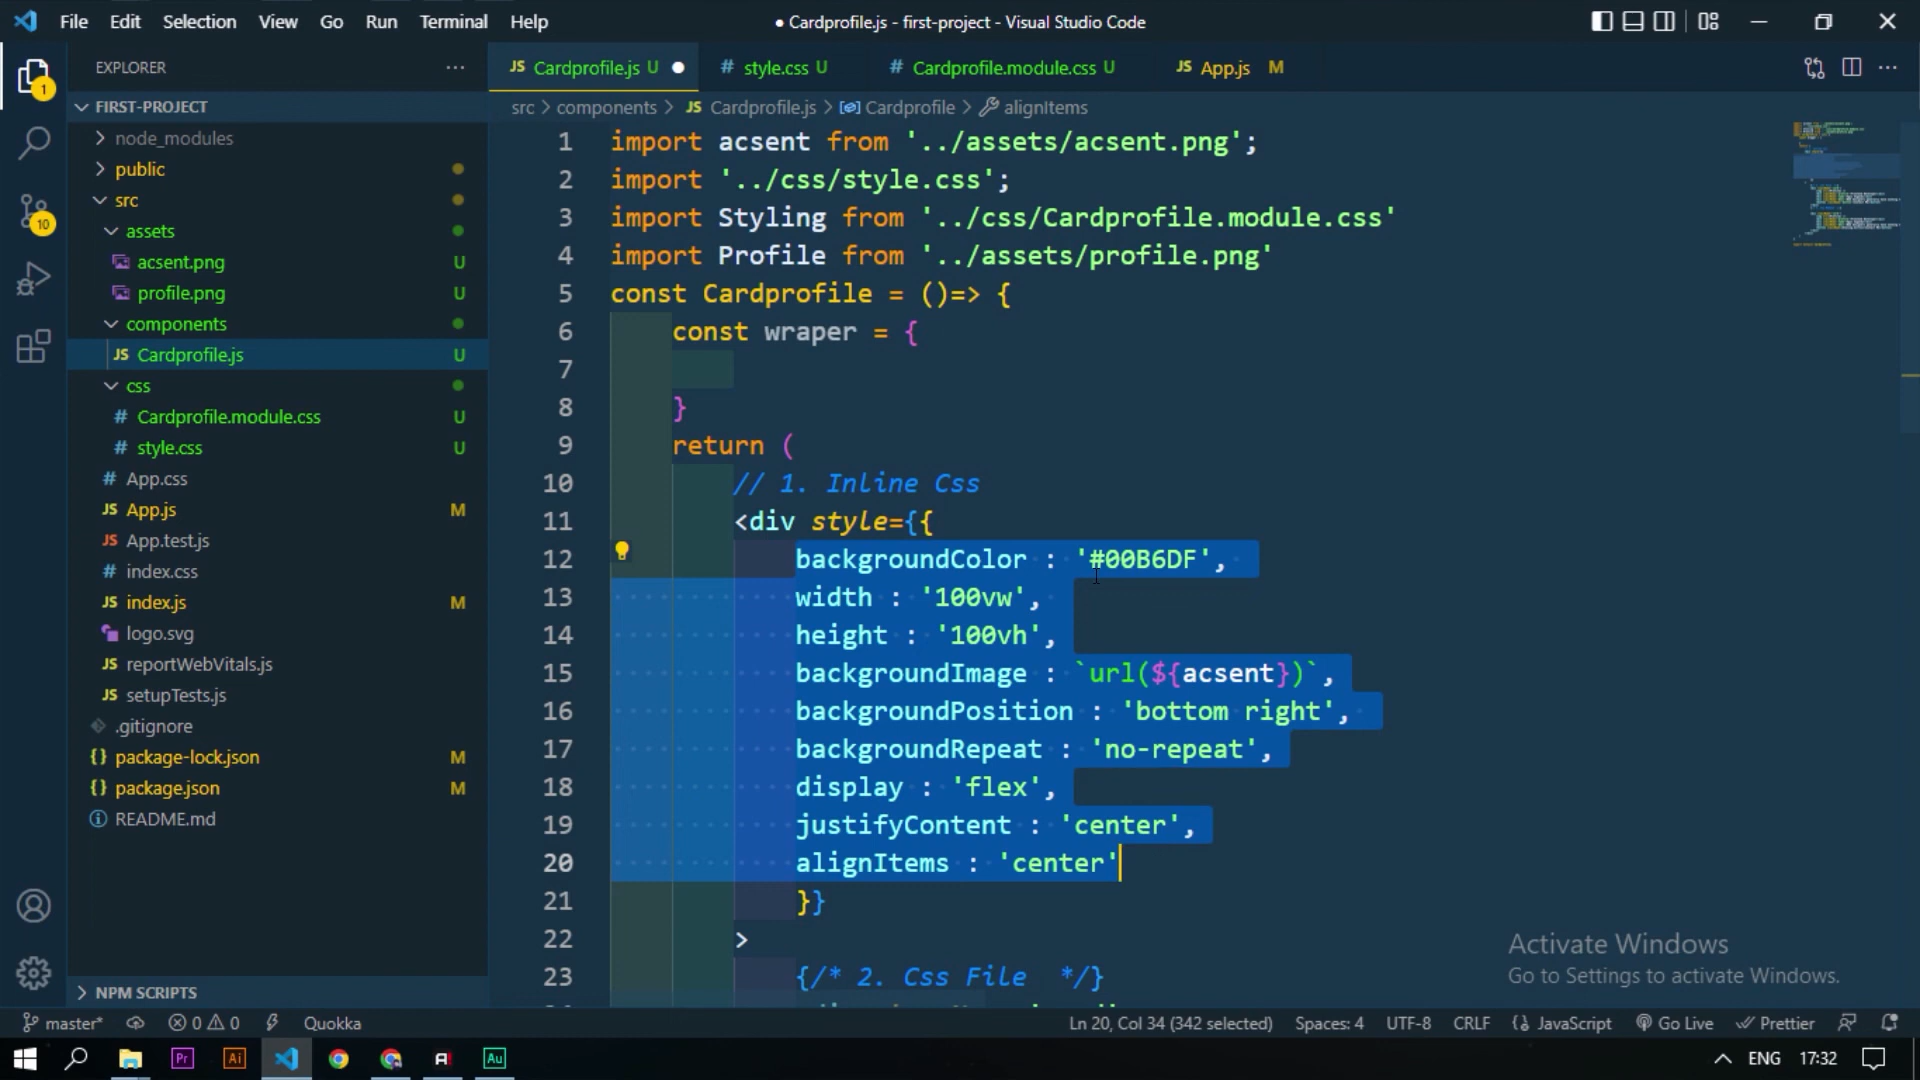 File Edit Selection View Go Run Terminal Help
● Cardprofile.js - first-project - Visual Studio Code
EXPLORER
JS Cardprofile.js U
# style.css U
# Cardprofile.module.css U
JS App.js M
FIRST-PROJECT
src > components > JS Cardprofile.js > Cardprofile > alignItems
1
10
node_modules
public
src
assets
acsent.png U
profile.png U
components
JS Cardprofile.js U
css
# Cardprofile.module.css U
# style.css U
# App.css
JS App.js M
JS App.test.js
# index.css
JS index.js M
logo.svg
JS reportWebVitals.js
JS setupTests.js
.gitignore
{} package-lock.json M
{} package.json M
README.md
NPM SCRIPTS
1 import acsent from '../assets/acsent.png';
2 import '../css/style.css';
3 import Styling from '../css/Cardprofile.module.css'
4 import Profile from '../assets/profile.png'
5 const Cardprofile = ()=> {
6 const wraper = {
7
8 }
9 return (
10 // 1. Inline Css
11 <div style={{
12 backgroundColor : '#00B6DF',
13 width : '100vw',
14 height : '100vh',
15 backgroundImage : `url(${acsent})`,
16 backgroundPosition : 'bottom right',
17 backgroundRepeat : 'no-repeat',
18 display : 'flex',
19 justifyContent : 'center',
20 alignItems : 'center'
21 }}
22 >
23 {/* 2. Css File */}
Activate Windows
Go to Settings to activate Windows.
master* 0 0 Quokka
Ln 20, Col 34 (342 selected) Spaces: 4 UTF-8 CRLF {} JavaScript Go Live Prettier
Pr Ai Au
ENG 17:32